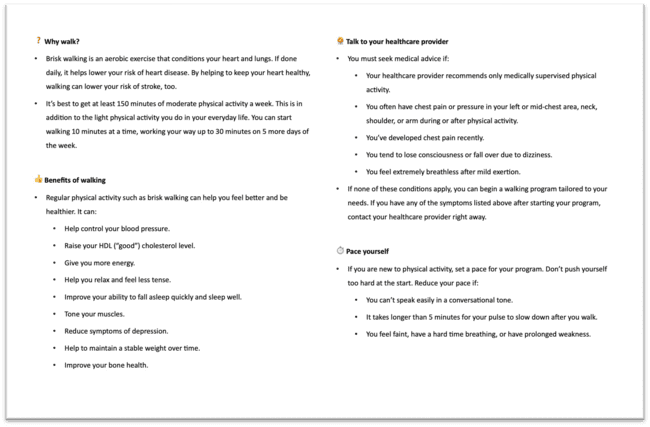 ❓ Why walk?
• Brisk walking is an aerobic exercise that conditions your heart and lungs. If done
daily, it helps lower your risk of heart disease. By helping to keep your heart healthy,
walking can lower your risk of stroke, too.
• It's best to get at least 150 minutes of moderate physical activity a week. This is in
addition to the light physical activity you do in your everyday life. You can start
walking 10 minutes at a time, working your way up to 30 minutes on 5 more days of
the week.
👍 Benefits of walking
• Regular physical activity such as brisk walking can help you feel better and be
healthier. It can:
• Help control your blood pressure.
• Raise your HDL ("good") cholesterol level.
• Give you more energy.
• Help you relax and feel less tense.
• Improve your ability to fall asleep quickly and sleep well.
• Tone your muscles.
• Reduce symptoms of depression.
• Help to maintain a stable weight over time.
• Improve your bone health.
Talk to your healthcare provider
• You must seek medical advice if:
• Your healthcare provider recommends only medically supervised physical
activity.
• You often have chest pain or pressure in your left or mid-chest area, neck,
shoulder, or arm during or after physical activity.
• You've developed chest pain recently.
• You tend to lose consciousness or fall over due to dizziness.
• You feel extremely breathless after mild exertion.
• If none of these conditions apply, you can begin a walking program tailored to your
needs. If you have any of the symptoms listed above after starting your program,
contact your healthcare provider right away.
⏱ Pace yourself
• If you are new to physical activity, set a pace for your program. Don't push yourself
too hard at the start. Reduce your pace if:
• You can't speak easily in a conversational tone.
• It takes longer than 5 minutes for your pulse to slow down after you walk.
• You feel faint, have a hard time breathing, or have prolonged weakness.